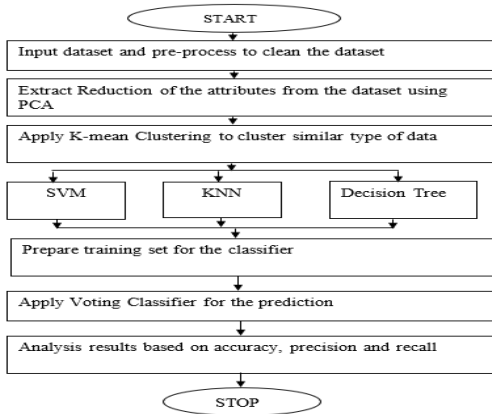 START
Input dataset and pre-process to clean the dataset
Extract Reduction of the attributes from the dataset using
PCA
Apply K-mean Clustering to cluster similar type of data
SVM
KNN
Decision Tree
Prepare training set for the classifier
Apply Voting Classifier for the prediction
Analysis results based on accuracy, precision and recall
STOP